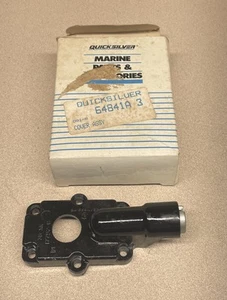 QUICKSILVER
MARINE
PARTS &
ACCESSORIES
QUICKSILVER
64841A 3
COVER ASSY